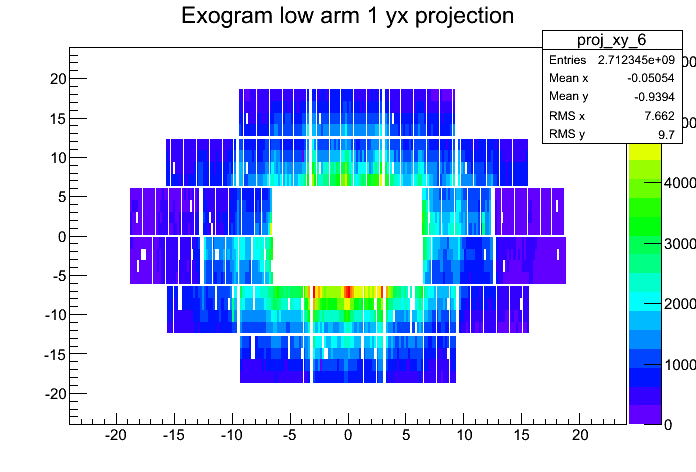 Exogram low arm 1 yx projection
proj_xy_6
Entries 2.712345e+09
Mean x -0.05054
Mean y -0.9394
RMS x 7.662
RMS y 9.7
20
15
10
5
0
-5
-10
-15
-20
-20 -15 -10 -5 0 5 10 15 20
4000
3000
2000
1000
0